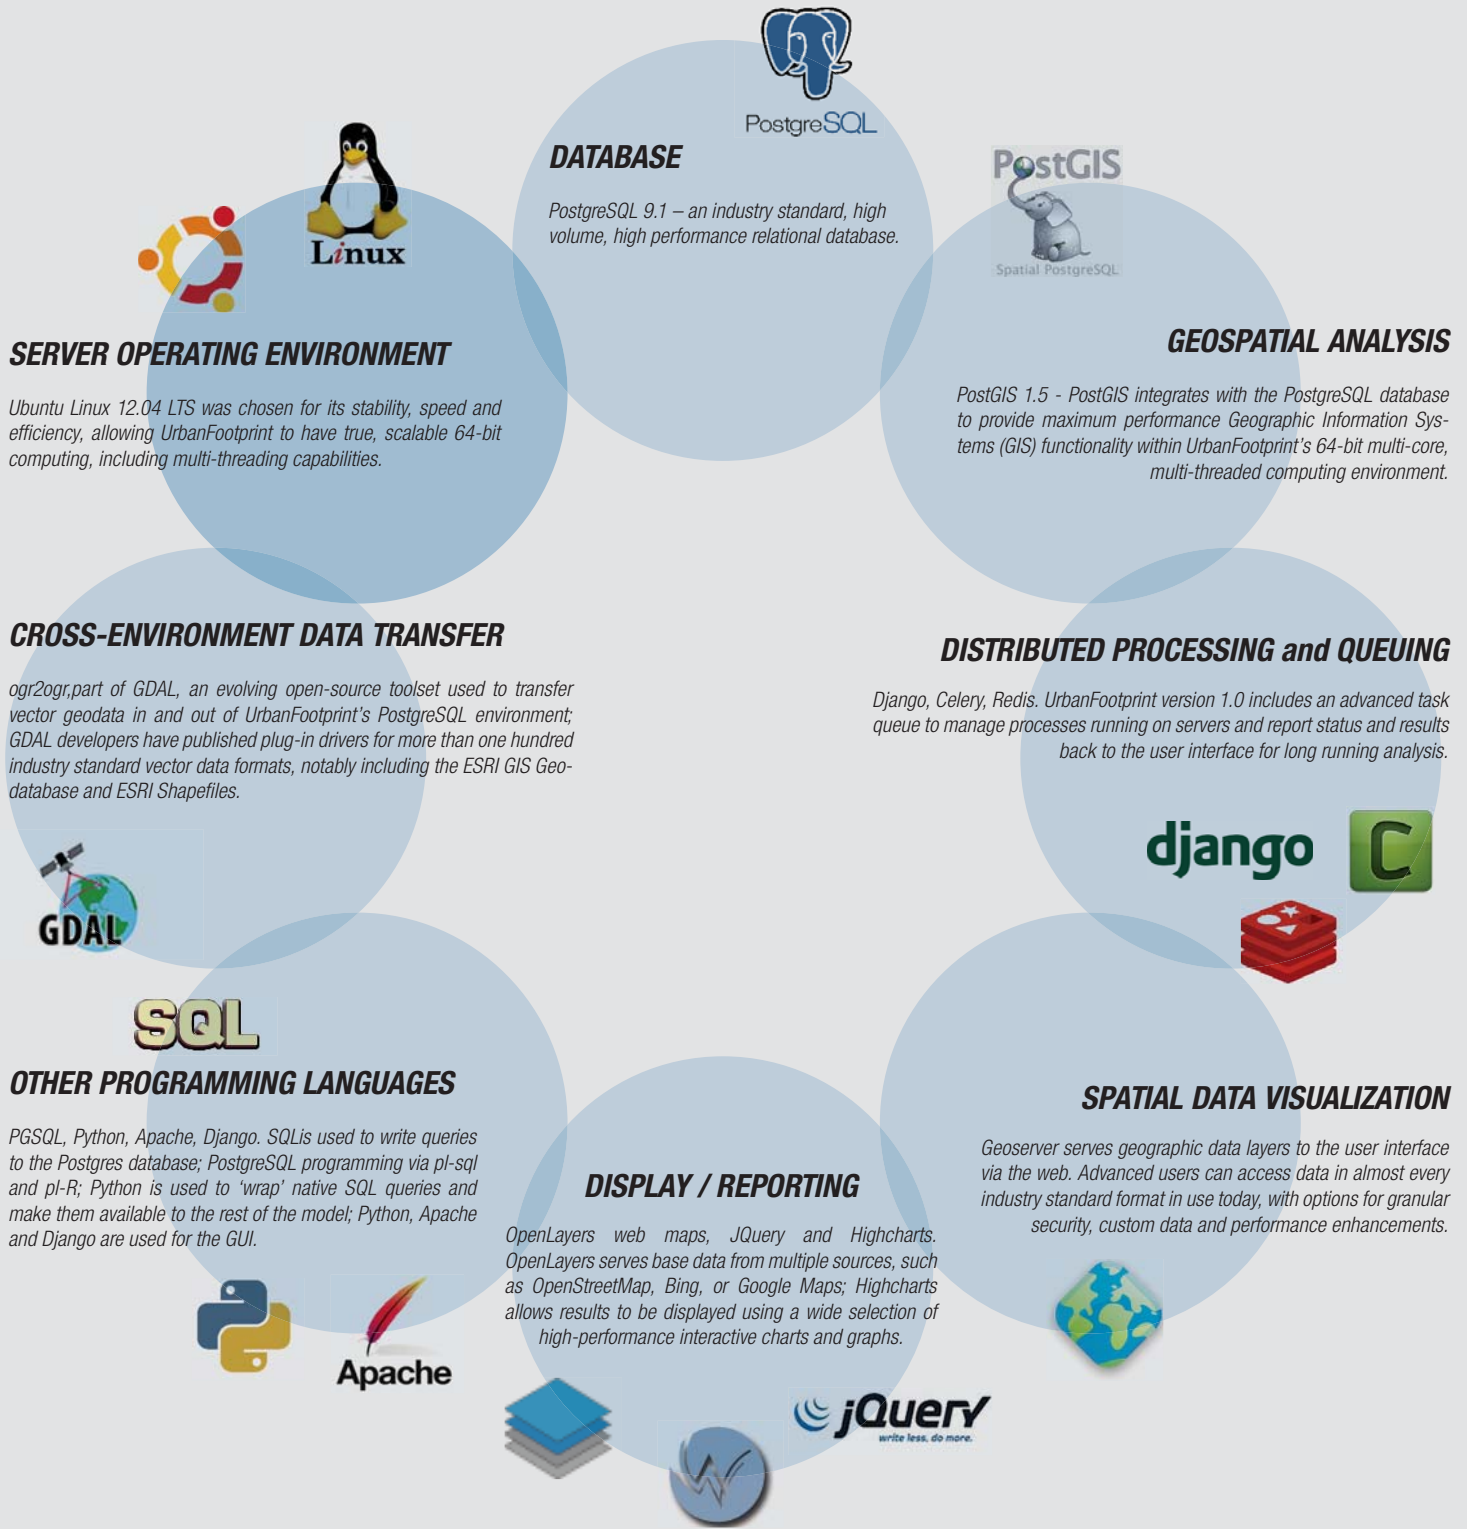 PostgreSQL
DATABASE
PostgreSQL 9.1 – an industry standard, high
volume, high performance relational database.
PostGIS
Spatial PostgreSQL
GEOSPATIAL ANALYSIS
PostGIS 1.5 - PostGIS integrates with the PostgreSQL database
to provide maximum performance Geographic Information Sys-
tems (GIS) functionality within UrbanFootprint's 64-bit multi-core,
multi-threaded computing environment.
Linux
SERVER OPERATING ENVIRONMENT
Ubuntu Linux 12.04 LTS was chosen for its stability, speed and
efficiency, allowing UrbanFootprint to have true, scalable 64-bit
computing, including multi-threading capabilities.
CROSS-ENVIRONMENT DATA TRANSFER
ogr2ogr,part of GDAL, an evolving open-source toolset used to transfer
vector geodata in and out of UrbanFootprint's PostgreSQL environment;
GDAL developers have published plug-in drivers for more than one hundred
industry standard vector data formats, notably including the ESRI GIS Geo-
database and ESRI Shapefiles.
GDAL
DISTRIBUTED PROCESSING and QUEUING
Django, Celery, Redis. UrbanFootprint version 1.0 includes an advanced task
queue to manage processes running on servers and report status and results
back to the user interface for long running analysis.
django
C
SQL
OTHER PROGRAMMING LANGUAGES
PGSQL, Python, Apache, Django. SQLis used to write queries
to the Postgres database; PostgreSQL programming via pl-sql
and pl-R; Python is used to ‘wrap’ native SQL queries and
make them available to the rest of the model; Python, Apache
and Django are used for the GUI.
Apache
DISPLAY / REPORTING
OpenLayers web maps, JQuery and Highcharts.
OpenLayers serves base data from multiple sources, such
as OpenStreetMap, Bing, or Google Maps; Highcharts
allows results to be displayed using a wide selection of
high-performance interactive charts and graphs.
jQuery
write less, do more.
SPATIAL DATA VISUALIZATION
Geoserver serves geographic data layers to the user interface
via the web. Advanced users can access data in almost every
industry standard format in use today, with options for granular
security, custom data and performance enhancements.